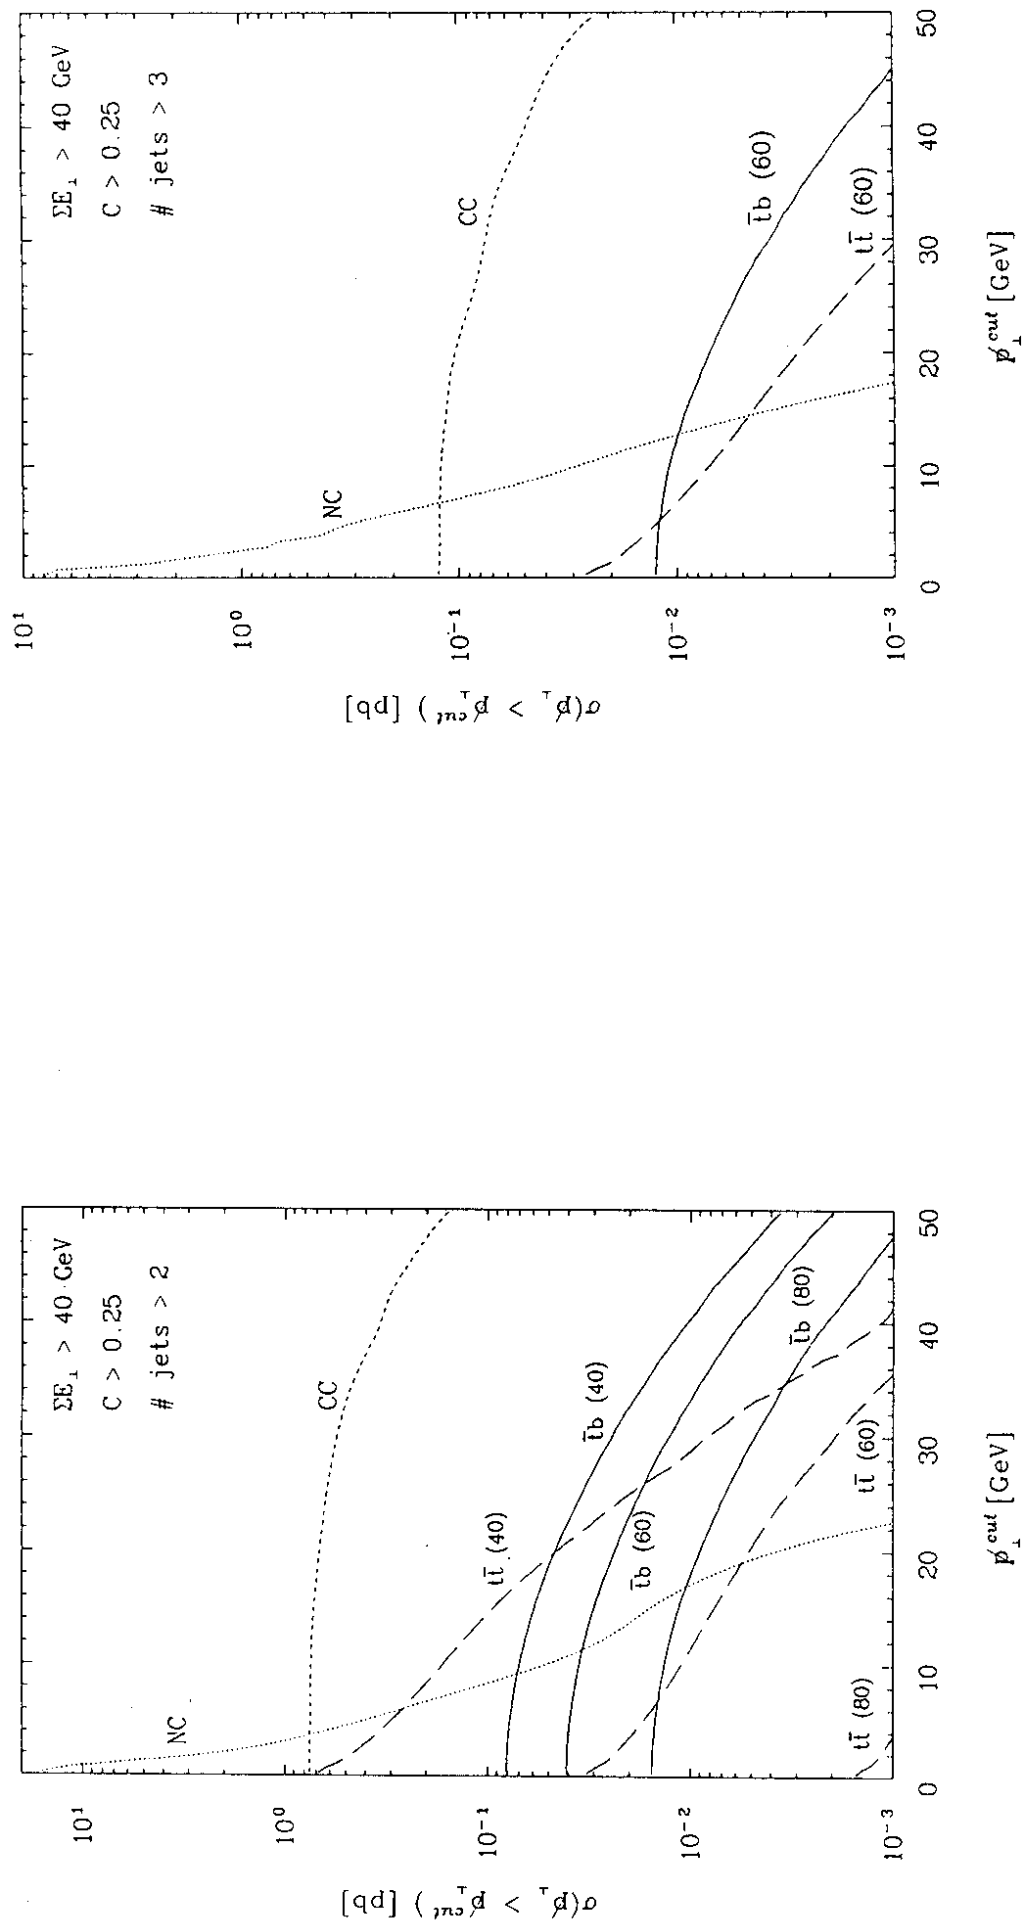 ΣE⊥ > 40 GeV
C > 0.25
# jets > 2
NC
CC
tt̄ (40)
t̄b (40)
t̄b (60)
t̄b (80)
tt̄ (60)
tt̄ (80)
10¹
10⁰
10⁻¹
10⁻²
10⁻³
0
10
20
30
40
50
σ(p̸⊥ > p̸⊥^cut) [pb]
p̸⊥^cut [GeV]
ΣE⊥ > 40 GeV
C > 0.25
# jets > 3
NC
CC
t̄b (60)
tt̄ (60)
10¹
10⁰
10⁻¹
10⁻²
10⁻³
0
10
20
30
40
50
σ(p̸⊥ > p̸⊥^cut) [pb]
p̸⊥^cut [GeV]